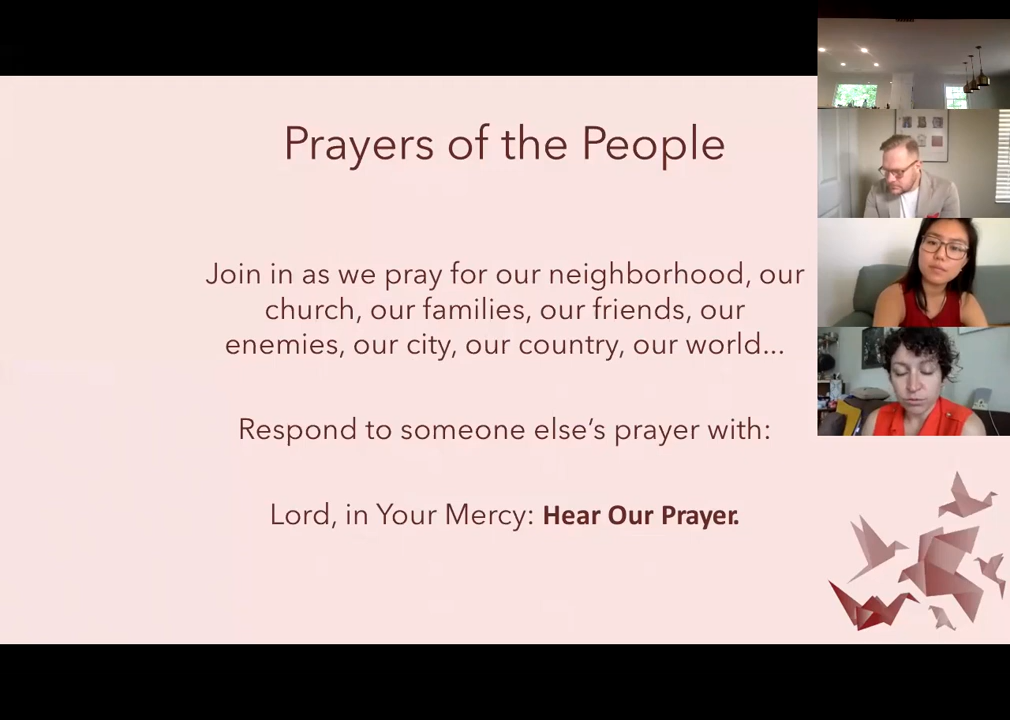 Prayers of the People
Join in as we pray for our neighborhood, our
church, our families, our friends, our
enemies, our city, our country, our world...
Respond to someone else's prayer with:
Lord, in Your Mercy: Hear Our Prayer.